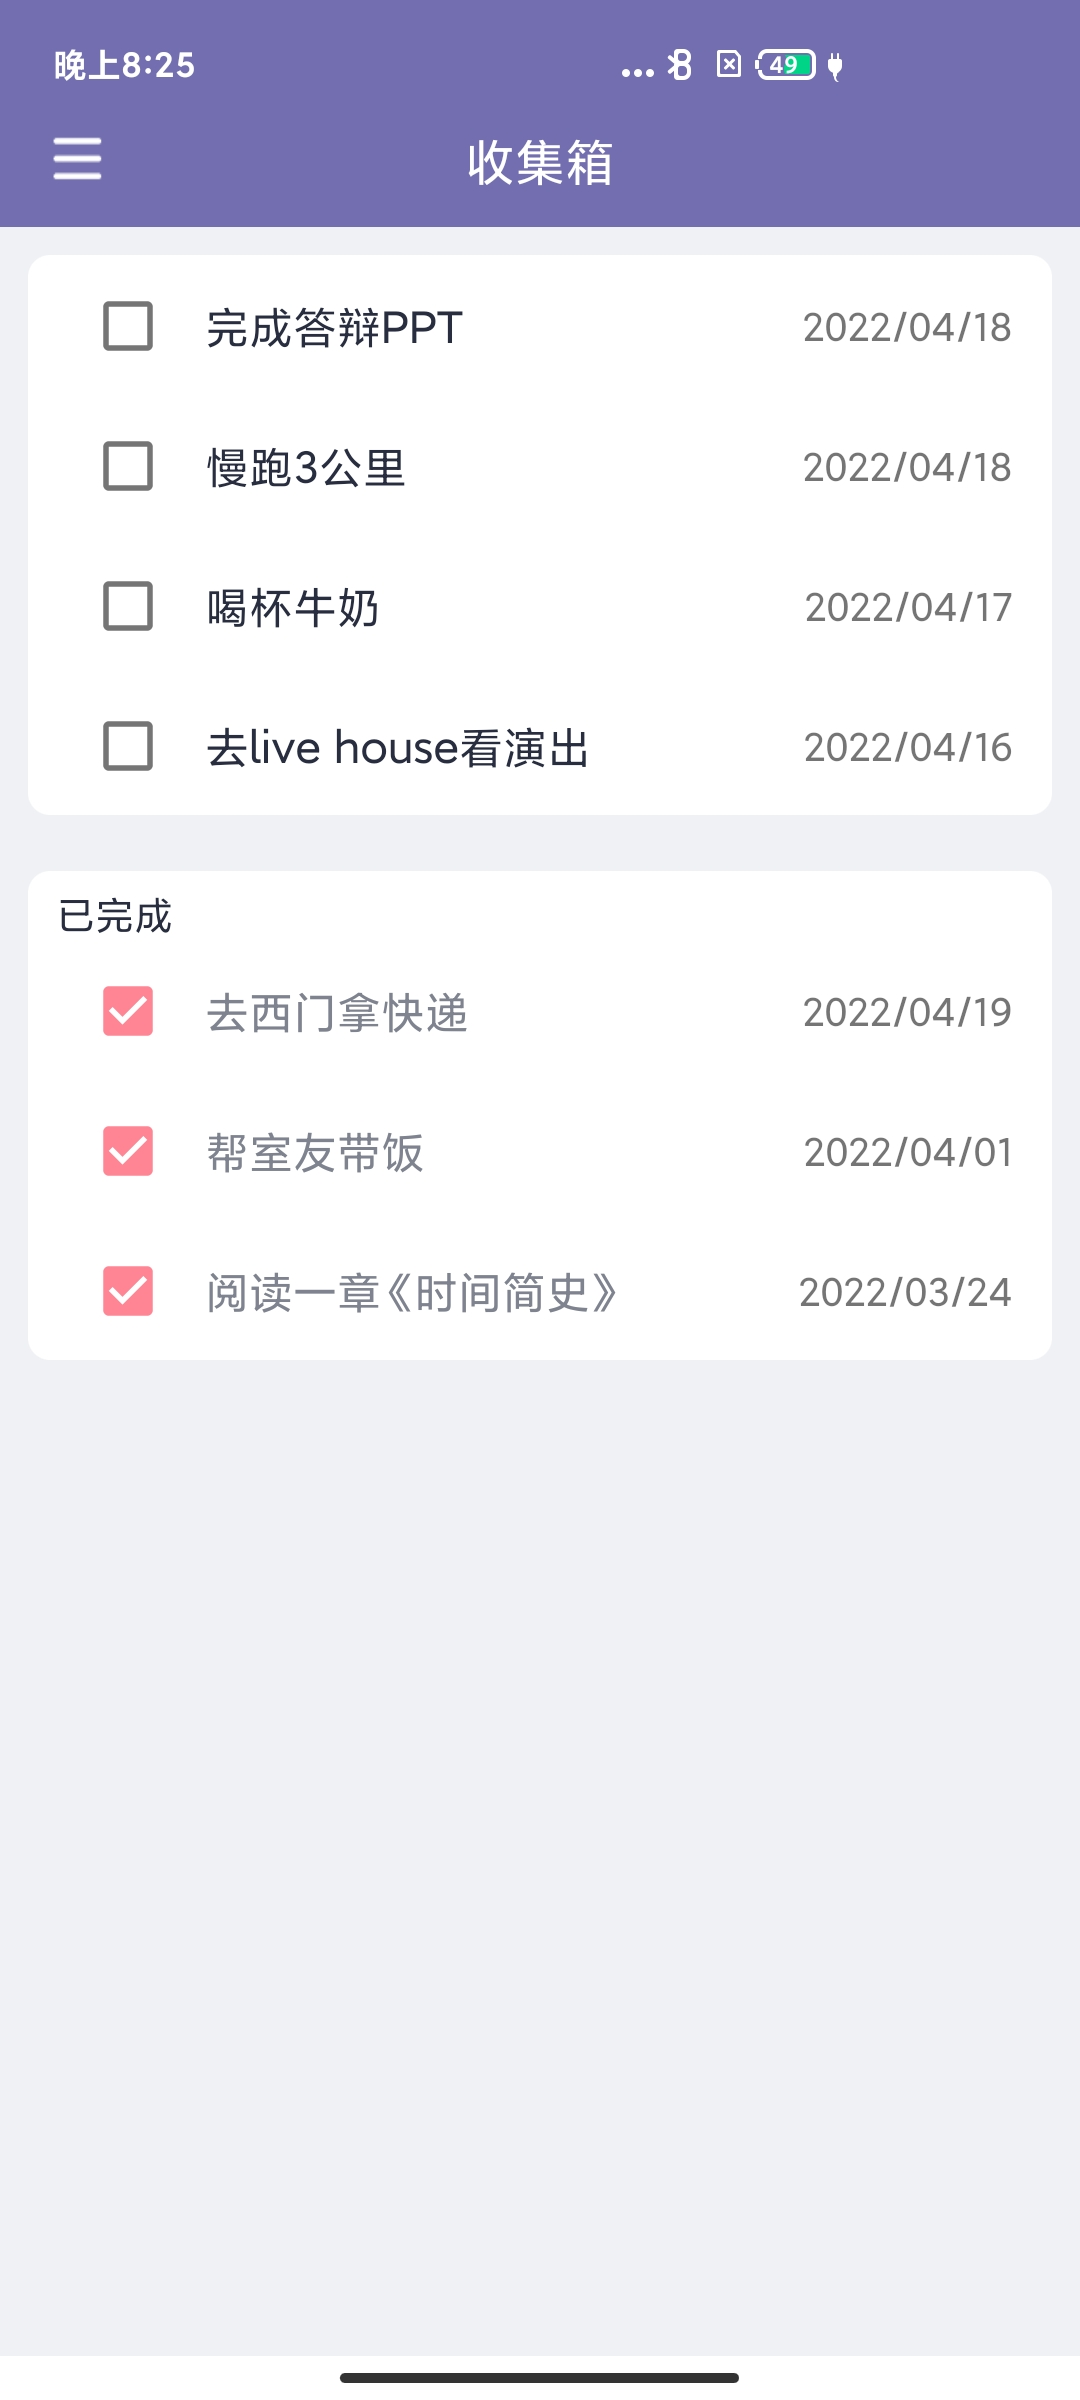 晚上8:25
49
收集箱
完成答辩PPT 2022/04/18
慢跑3公里 2022/04/18
喝杯牛奶 2022/04/17
去live house看演出 2022/04/16
已完成
去西门拿快递 2022/04/19
帮室友带饭 2022/04/01
阅读一章《时间简史》 2022/03/24